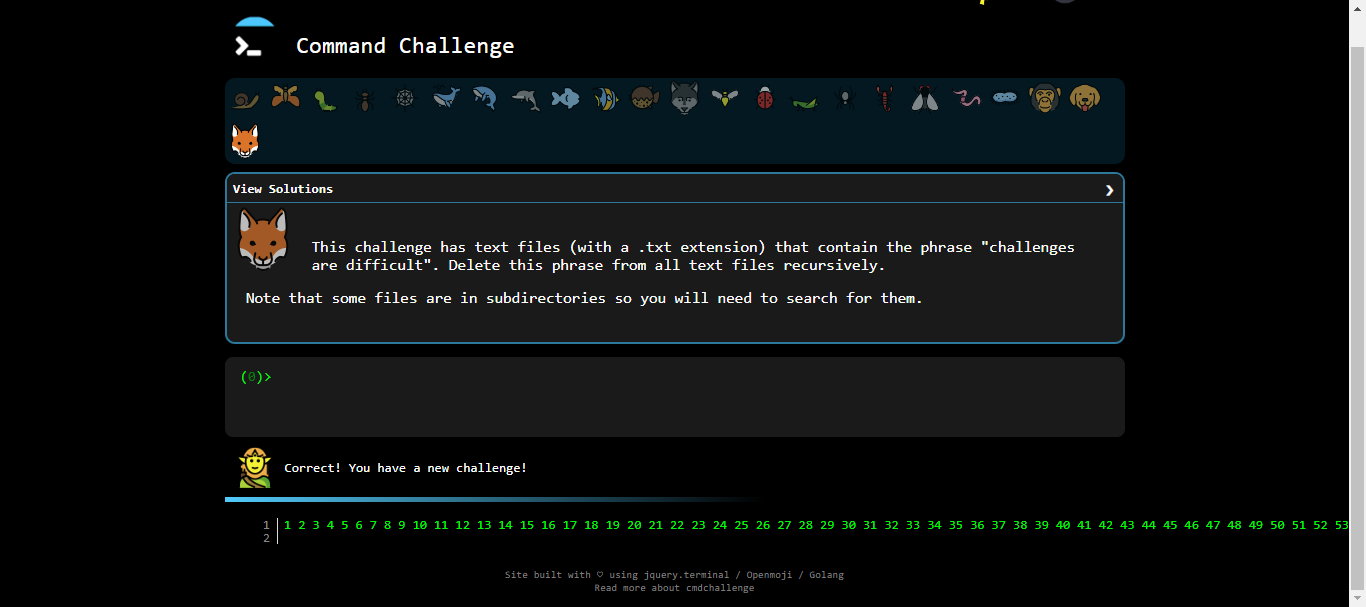 Command Challenge
View Solutions
This challenge has text files (with a .txt extension) that contain the phrase "challenges
are difficult". Delete this phrase from all text files recursively.
Note that some files are in subdirectories so you will need to search for them.
(0)>
Correct! You have a new challenge!
1 1 2 3 4 5 6 7 8 9 10 11 12 13 14 15 16 17 18 19 20 21 22 23 24 25 26 27 28 29 30 31 32 33 34 35 36 37 38 39 40 41 42 43 44 45 46 47 48 49 50 51 52 53
2
Site built with ♡ using jquery.terminal / Openmoji / Golang
Read more about cmdchallenge